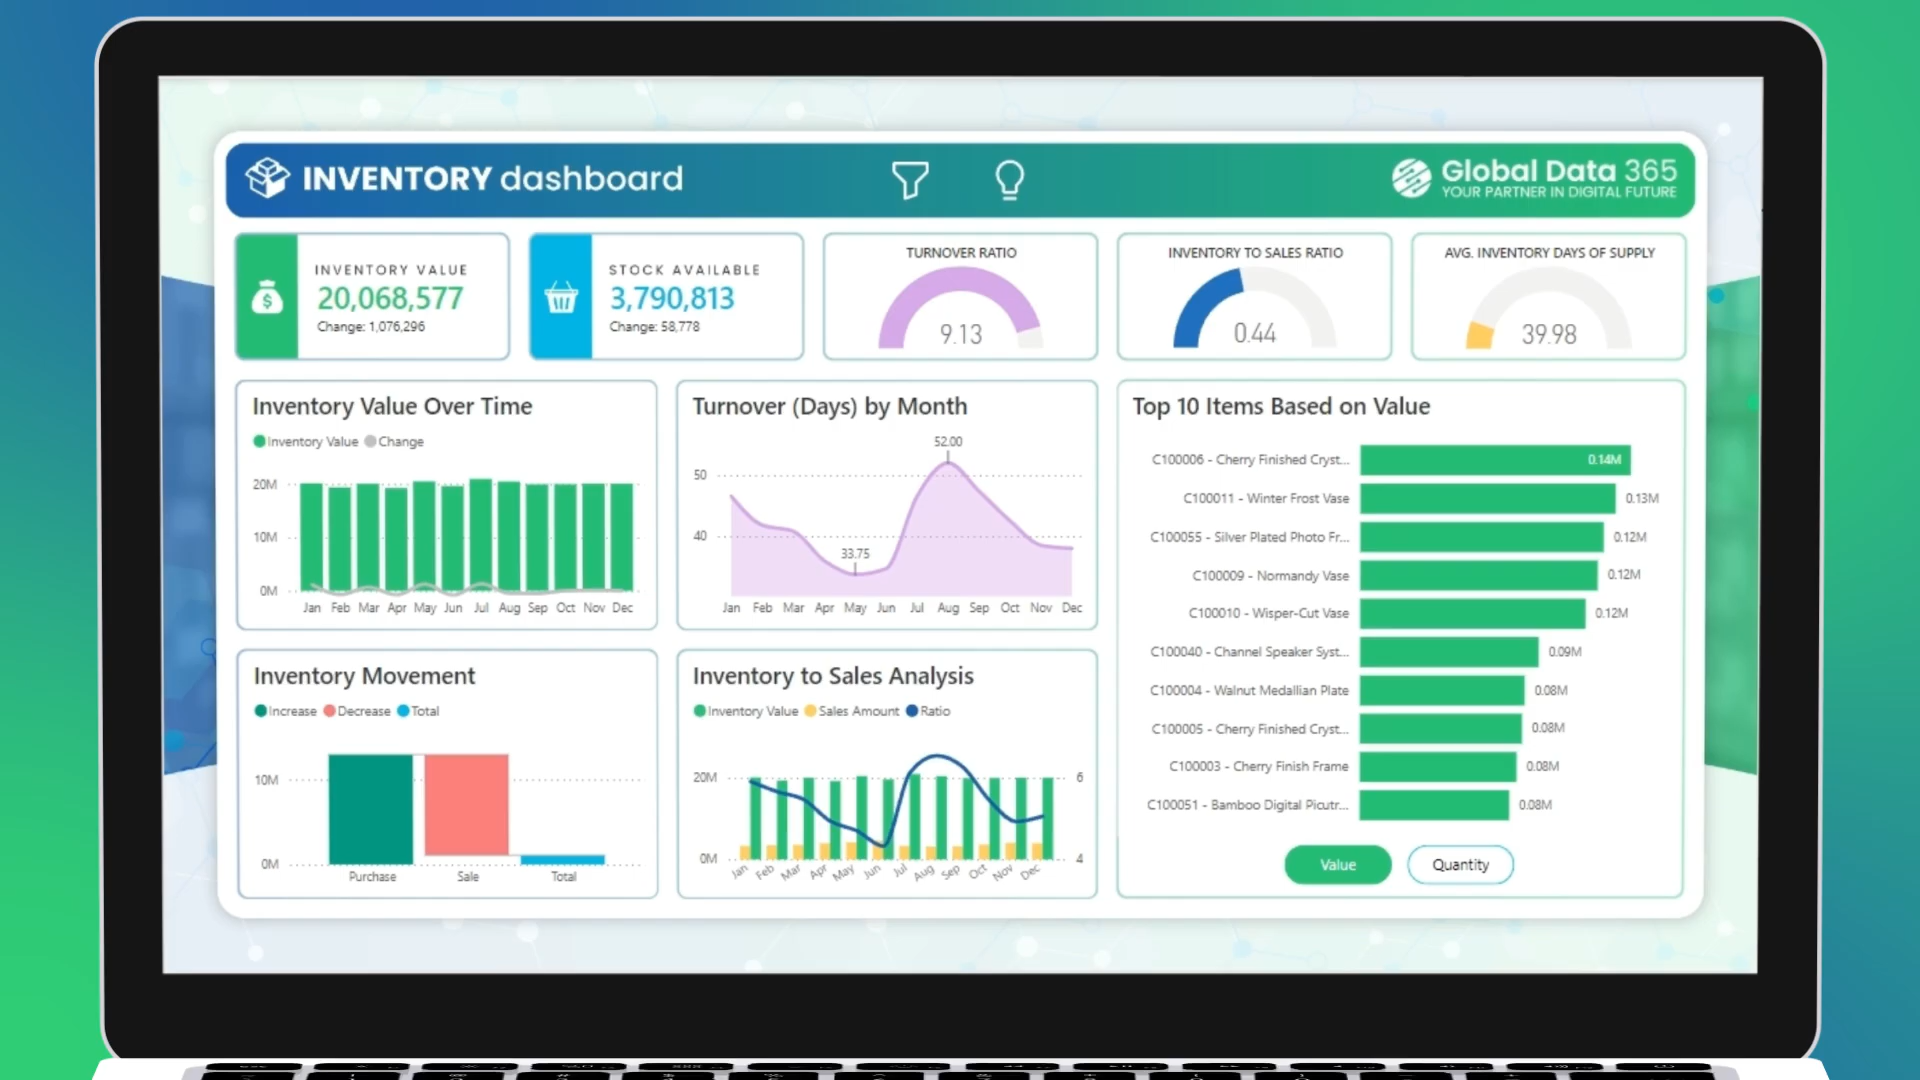 INVENTORY dashboard
Global Data 365
YOUR PARTNER IN DIGITAL FUTURE
INVENTORY VALUE
20,068,577
Change: 1,076,296
STOCK AVAILABLE
3,790,813
Change: 58,778
TURNOVER RATIO
9.13
INVENTORY TO SALES RATIO
0.44
AVG. INVENTORY DAYS OF SUPPLY
39.98
Inventory Value Over Time
Inventory Value Change
20M
10M
0M
Jan Feb Mar Apr May Jun Jul Aug Sep Oct Nov Dec
Turnover (Days) by Month
52.00
50
40
33.75
Jan Feb Mar Apr May Jun Jul Aug Sep Oct Nov Dec
Top 10 Items Based on Value
C100006 - Cherry Finished Cryst... 0.14M
C100011 - Winter Frost Vase 0.13M
C100055 - Silver Plated Photo Fr... 0.12M
C100009 - Normandy Vase 0.12M
C100010 - Wisper-Cut Vase 0.12M
C100040 - Channel Speaker Syst... 0.09M
C100004 - Walnut Medallian Plate 0.08M
C100005 - Cherry Finished Cryst... 0.08M
C100003 - Cherry Finish Frame 0.08M
C100051 - Bamboo Digital Picutr... 0.08M
Value Quantity
Inventory Movement
Increase Decrease Total
10M
0M
Purchase Sale Total
Inventory to Sales Analysis
Inventory Value Sales Amount Ratio
20M 6
0M 4
Jan Feb Mar Apr May Jun Jul Aug Sep Oct Nov Dec